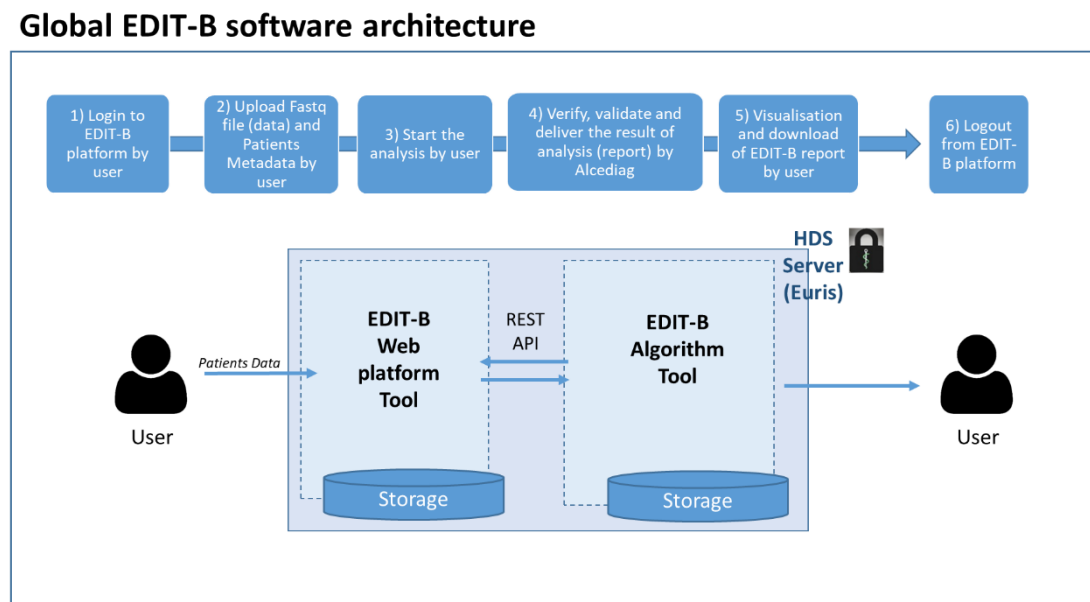 Global EDIT-B software architecture
1) Login to
EDIT-B
platform by
user
2) Upload Fastq
file (data) and
Patients
Metadata by
user
3) Start the
analysis by user
4) Verify, validate and
deliver the result of
analysis (report) by
Alcediag
5) Visualisation
and download
of EDIT-B report
by user
6) Logout
from EDIT-
B platform
HDS
Server
(Euris)
EDIT-B
Web
platform
Tool
REST
API
EDIT-B
Algorithm
Tool
Patients Data
User
User
Storage
Storage